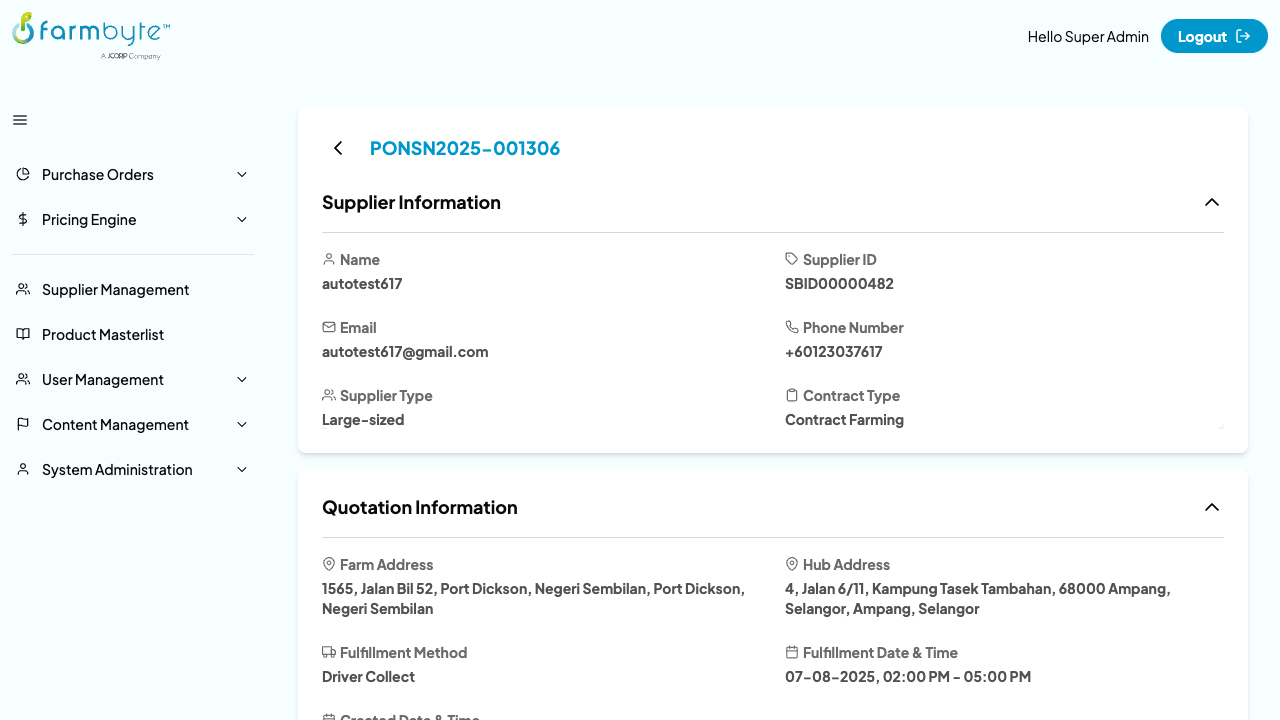 farmbyte™
A JCORP Company
Hello Super Admin
Logout
Purchase Orders
Pricing Engine
Supplier Management
Product Masterlist
User Management
Content Management
System Administration
PONSN2025-001306
Supplier Information
Name
autotest617
Supplier ID
SBID00000482
Email
autotest617@gmail.com
Phone Number
+60123037617
Supplier Type
Large-sized
Contract Type
Contract Farming
Quotation Information
Farm Address
1565, Jalan Bil 52, Port Dickson, Negeri Sembilan, Port Dickson,
Negeri Sembilan
Hub Address
4, Jalan 6/11, Kampung Tasek Tambahan, 68000 Ampang,
Selangor, Ampang, Selangor
Fulfillment Method
Driver Collect
Fulfillment Date & Time
07-08-2025, 02:00 PM - 05:00 PM
Created Date & Time